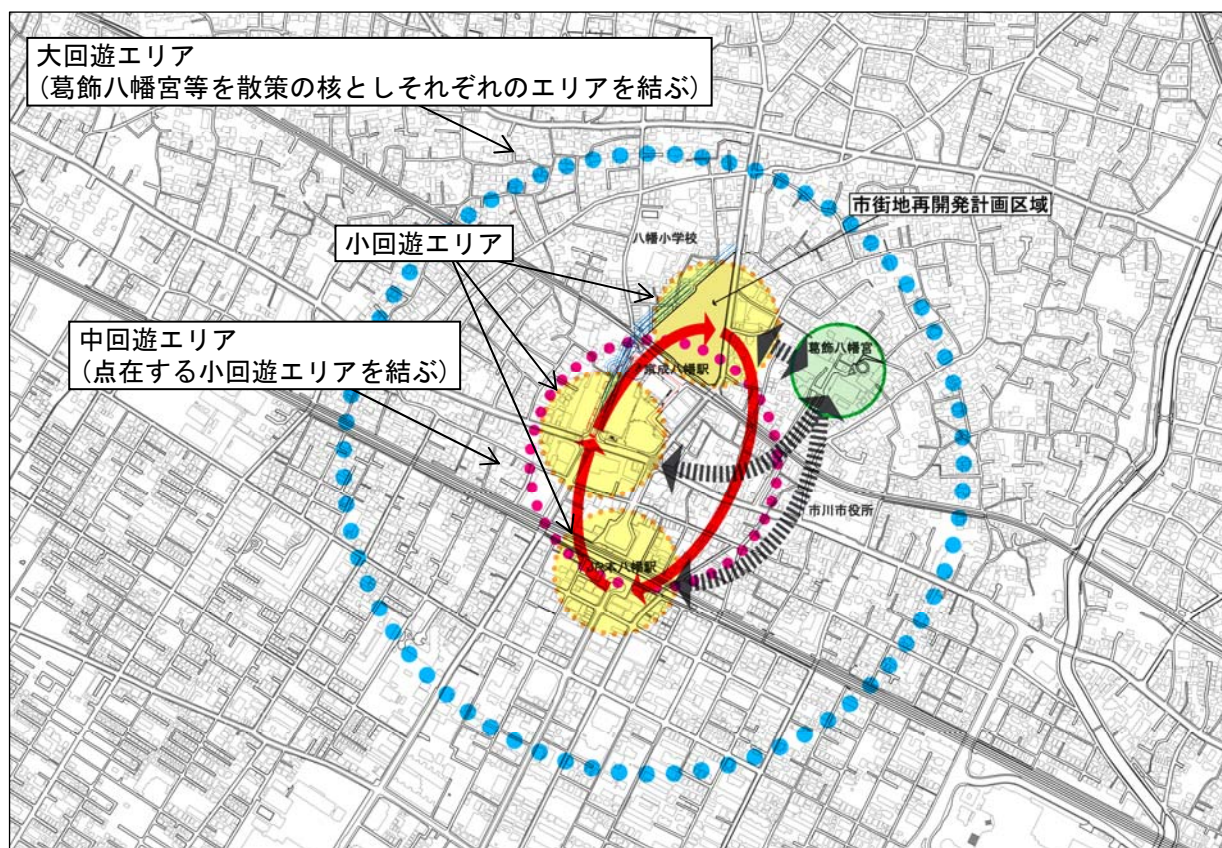 大回遊エリア
(葛飾八幡宮等を散策の核としそれぞれのエリアを結ぶ)
市街地再開発計画区域
小回遊エリア
八幡小学校
中回遊エリア
(点在する小回遊エリアを結ぶ)
葛飾八幡宮
京成八幡駅
市川市役所
JR本八幡駅